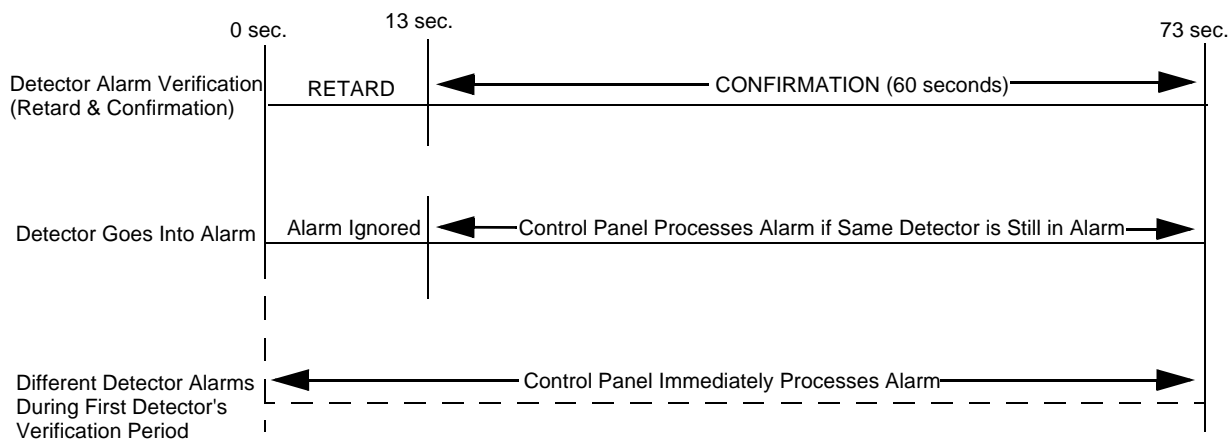 0 sec.
13 sec.
73 sec.
Detector Alarm Verification
(Retard & Confirmation)
RETARD
CONFIRMATION (60 seconds)
Detector Goes Into Alarm
Alarm Ignored
Control Panel Processes Alarm if Same Detector is Still in Alarm
Different Detector Alarms
During First Detector's
Verification Period
Control Panel Immediately Processes Alarm